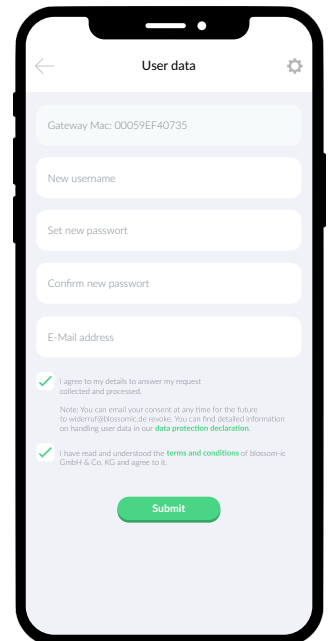 User data
Gateway Mac: 00059EF40735
New username
Set new passwort
Confirm new passwort
E-Mail address
I agree to my details to answer my request
collected and processed.
Note: You can email your consent at any time for the future
to widerruf@blossomic.de revoke. You can find detailed information
on handling user data in our data protection declaration.
I have read and understood the terms and conditions of blossom-ic
GmbH & Co. KG and agree to it.
Submit